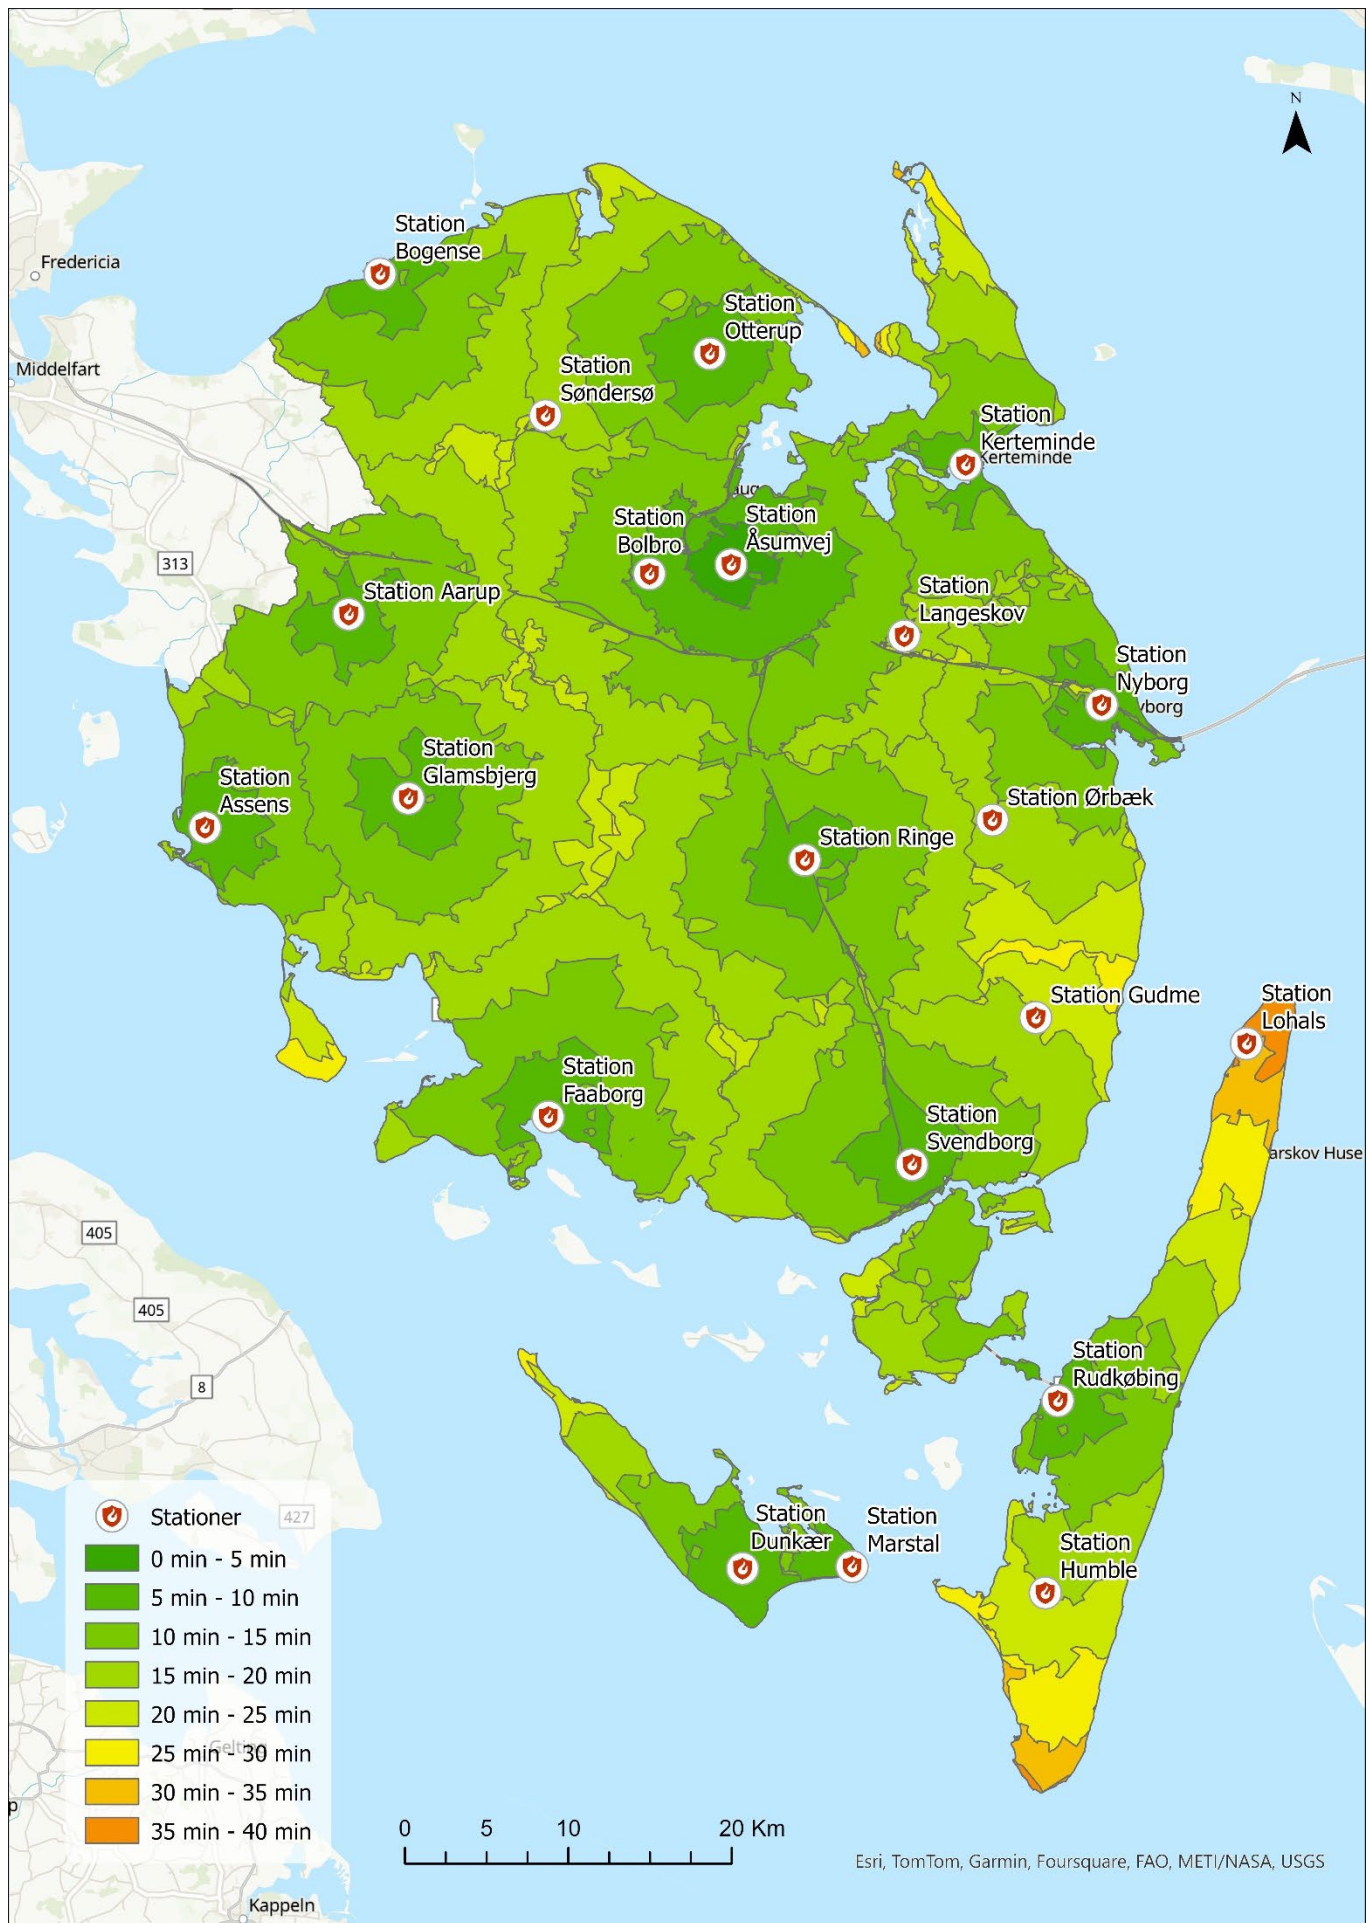 N
Station
Bogense
Fredericia
Station
Otterup
Middelfart
Station
Søndersø
Station
Kerteminde
Kerteminde
Station
Bolbro
Station
Åsumvej
313
Station Aarup
Station
Langeskov
Station
Nyborg
yborg
Station
Glamsbjerg
Station
Assens
Station Ørbæk
Station Ringe
Station Gudme
Station
Lohals
Station
Faaborg
Station
Svendborg
arskov Huse
405
405
8
Station
Rudkøbing
Station
Dunkær
Station
Marstal
Station
Humble
427
Stationer
0 min - 5 min
5 min - 10 min
10 min - 15 min
15 min - 20 min
20 min - 25 min
25 min - 30 min
30 min - 35 min
35 min - 40 min
Gelting
p
0 5 10 20 Km
Esri, TomTom, Garmin, Foursquare, FAO, METI/NASA, USGS
Kappeln